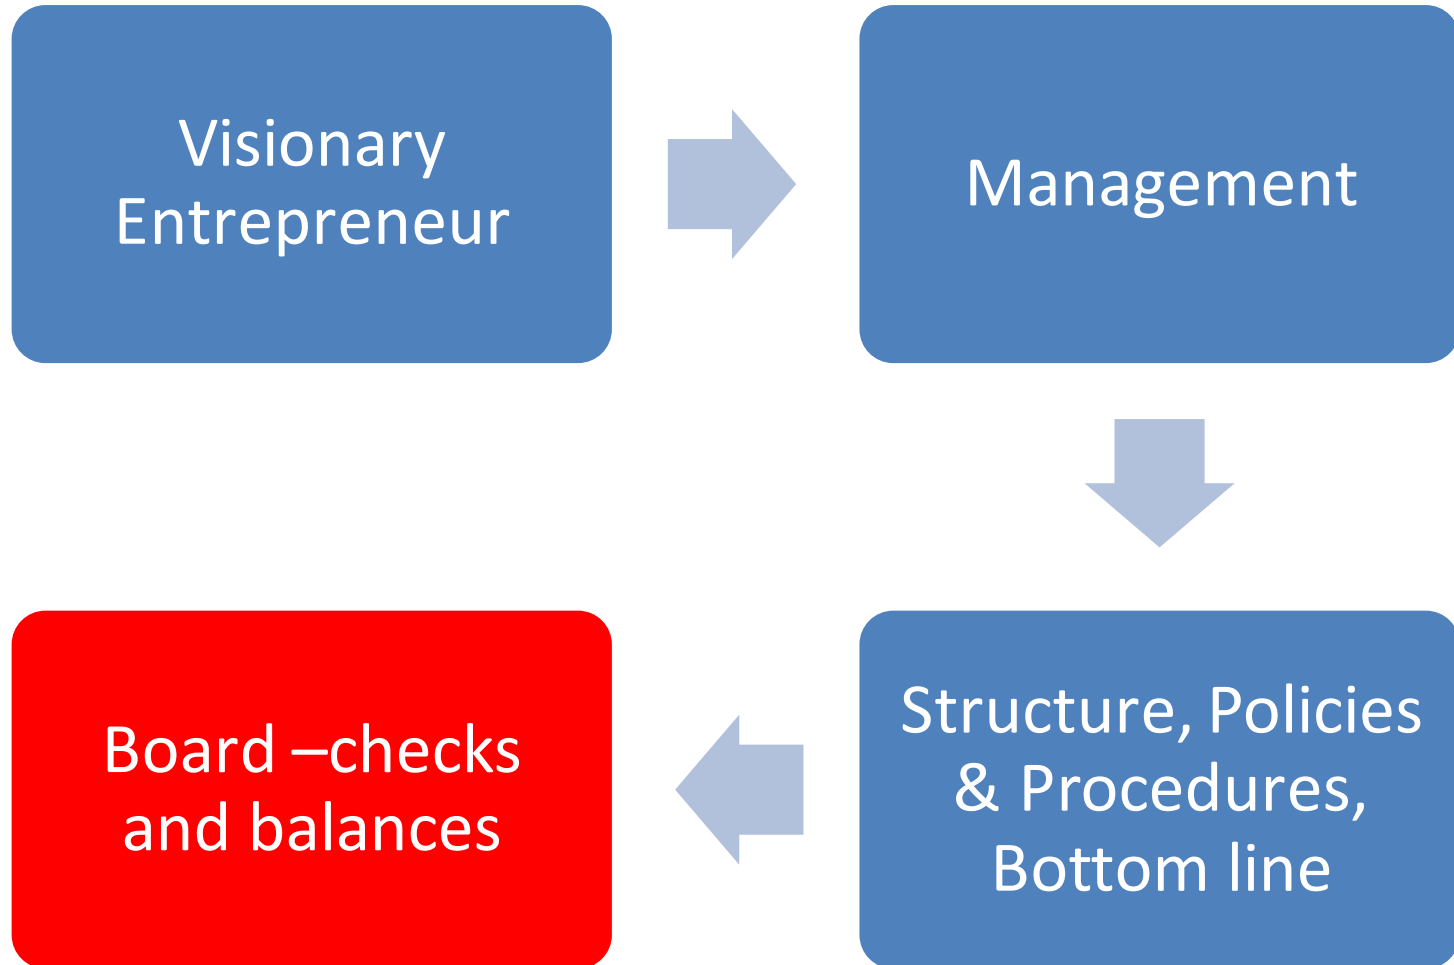 Visionary
Entrepreneur
Management
Structure, Policies
& Procedures,
Bottom line
Board –checks
and balances